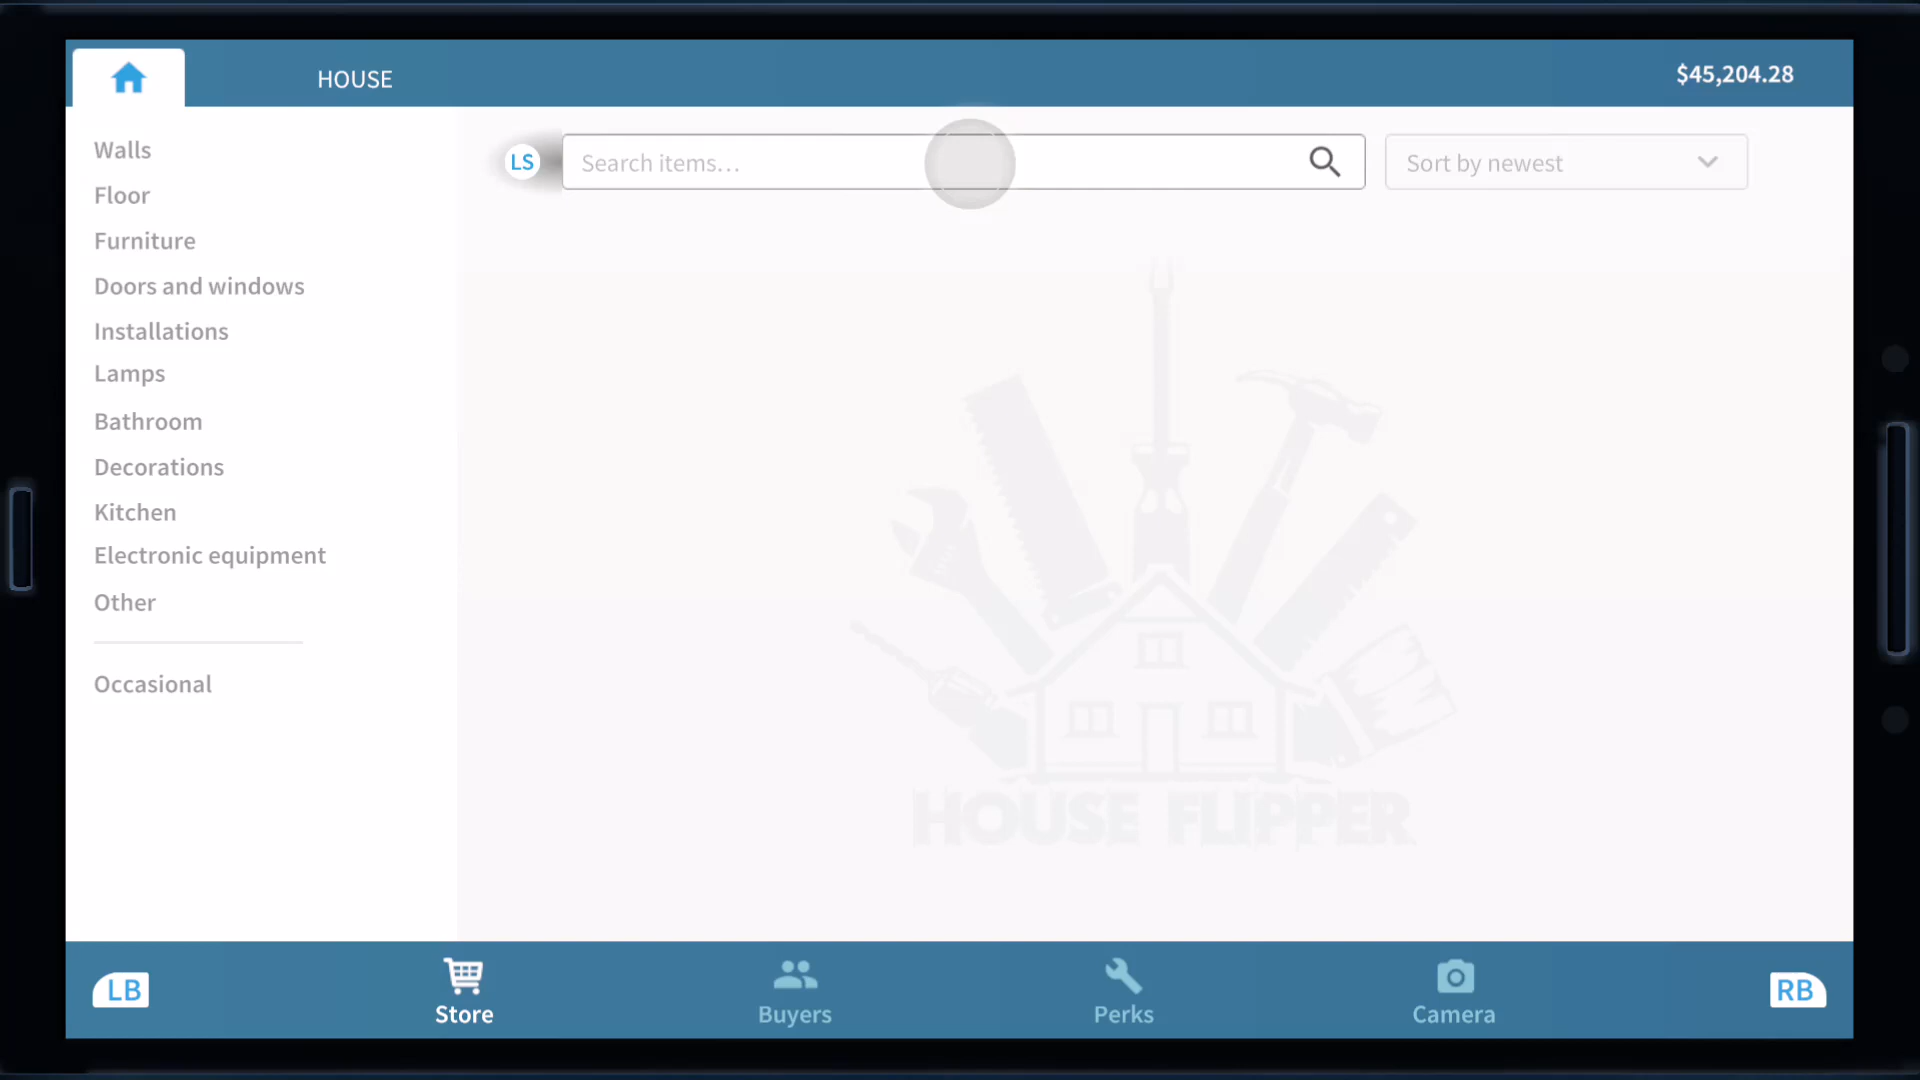 HOUSE
$45,204.28
Walls
Floor
Furniture
Doors and windows
Installations
Lamps
Bathroom
Decorations
Kitchen
Electronic equipment
Other
Occasional
LS
Search items...
Sort by newest
HOUSE FLIPPER
LB
Store
Buyers
Perks
Camera
RB